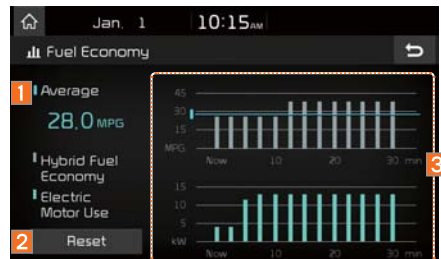 Jan. 1 10:15AM
Fuel Economy
1 Average
28.0 MPG
Hybrid Fuel
Economy
Electric
Motor Use
2 Reset
45
30
15
MPG
Now 10 20 30 min
3
15
10
5
kW
Now 10 20 30 min